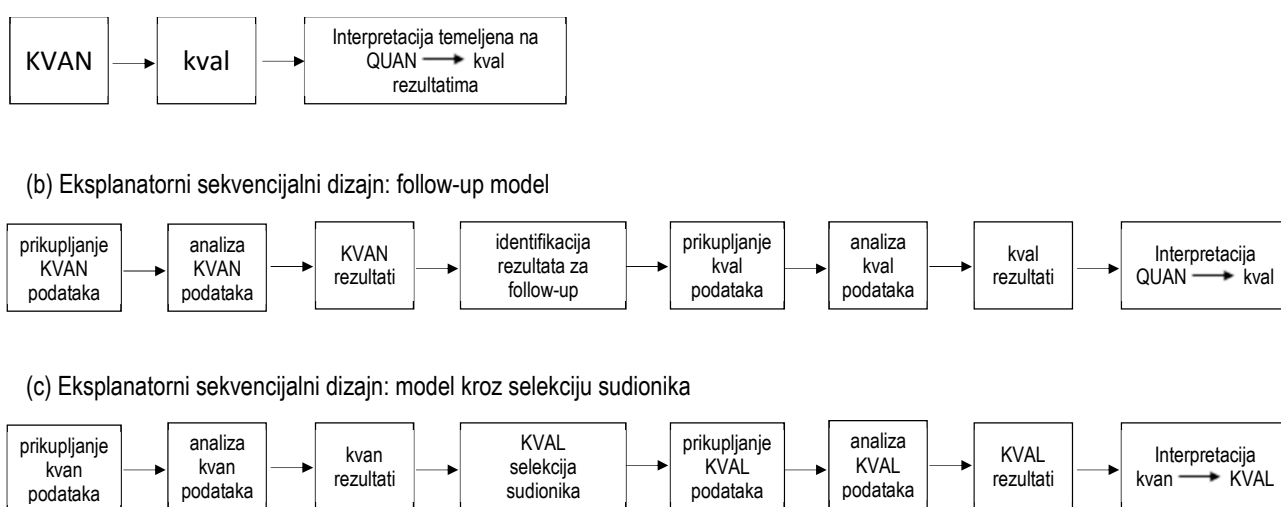 KVAN
kval
Interpretacija temeljena na
QUAN ⟶ kval
rezultatima
(b) Eksplanatorni sekvencijalni dizajn: follow-up model
prikupljanje
KVAN
podataka
analiza
KVAN
podataka
KVAN
rezultati
identifikacija
rezultata za
follow-up
prikupljanje
kval
podataka
analiza
kval
podataka
kval
rezultati
Interpretacija
QUAN ⟶ kval
(c) Eksplanatorni sekvencijalni dizajn: model kroz selekciju sudionika
prikupljanje
kvan
podataka
analiza
kvan
podataka
kvan
rezultati
KVAL
selekcija
sudionika
prikupljanje
KVAL
podataka
analiza
KVAL
podataka
KVAL
rezultati
Interpretacija
kvan ⟶ KVAL